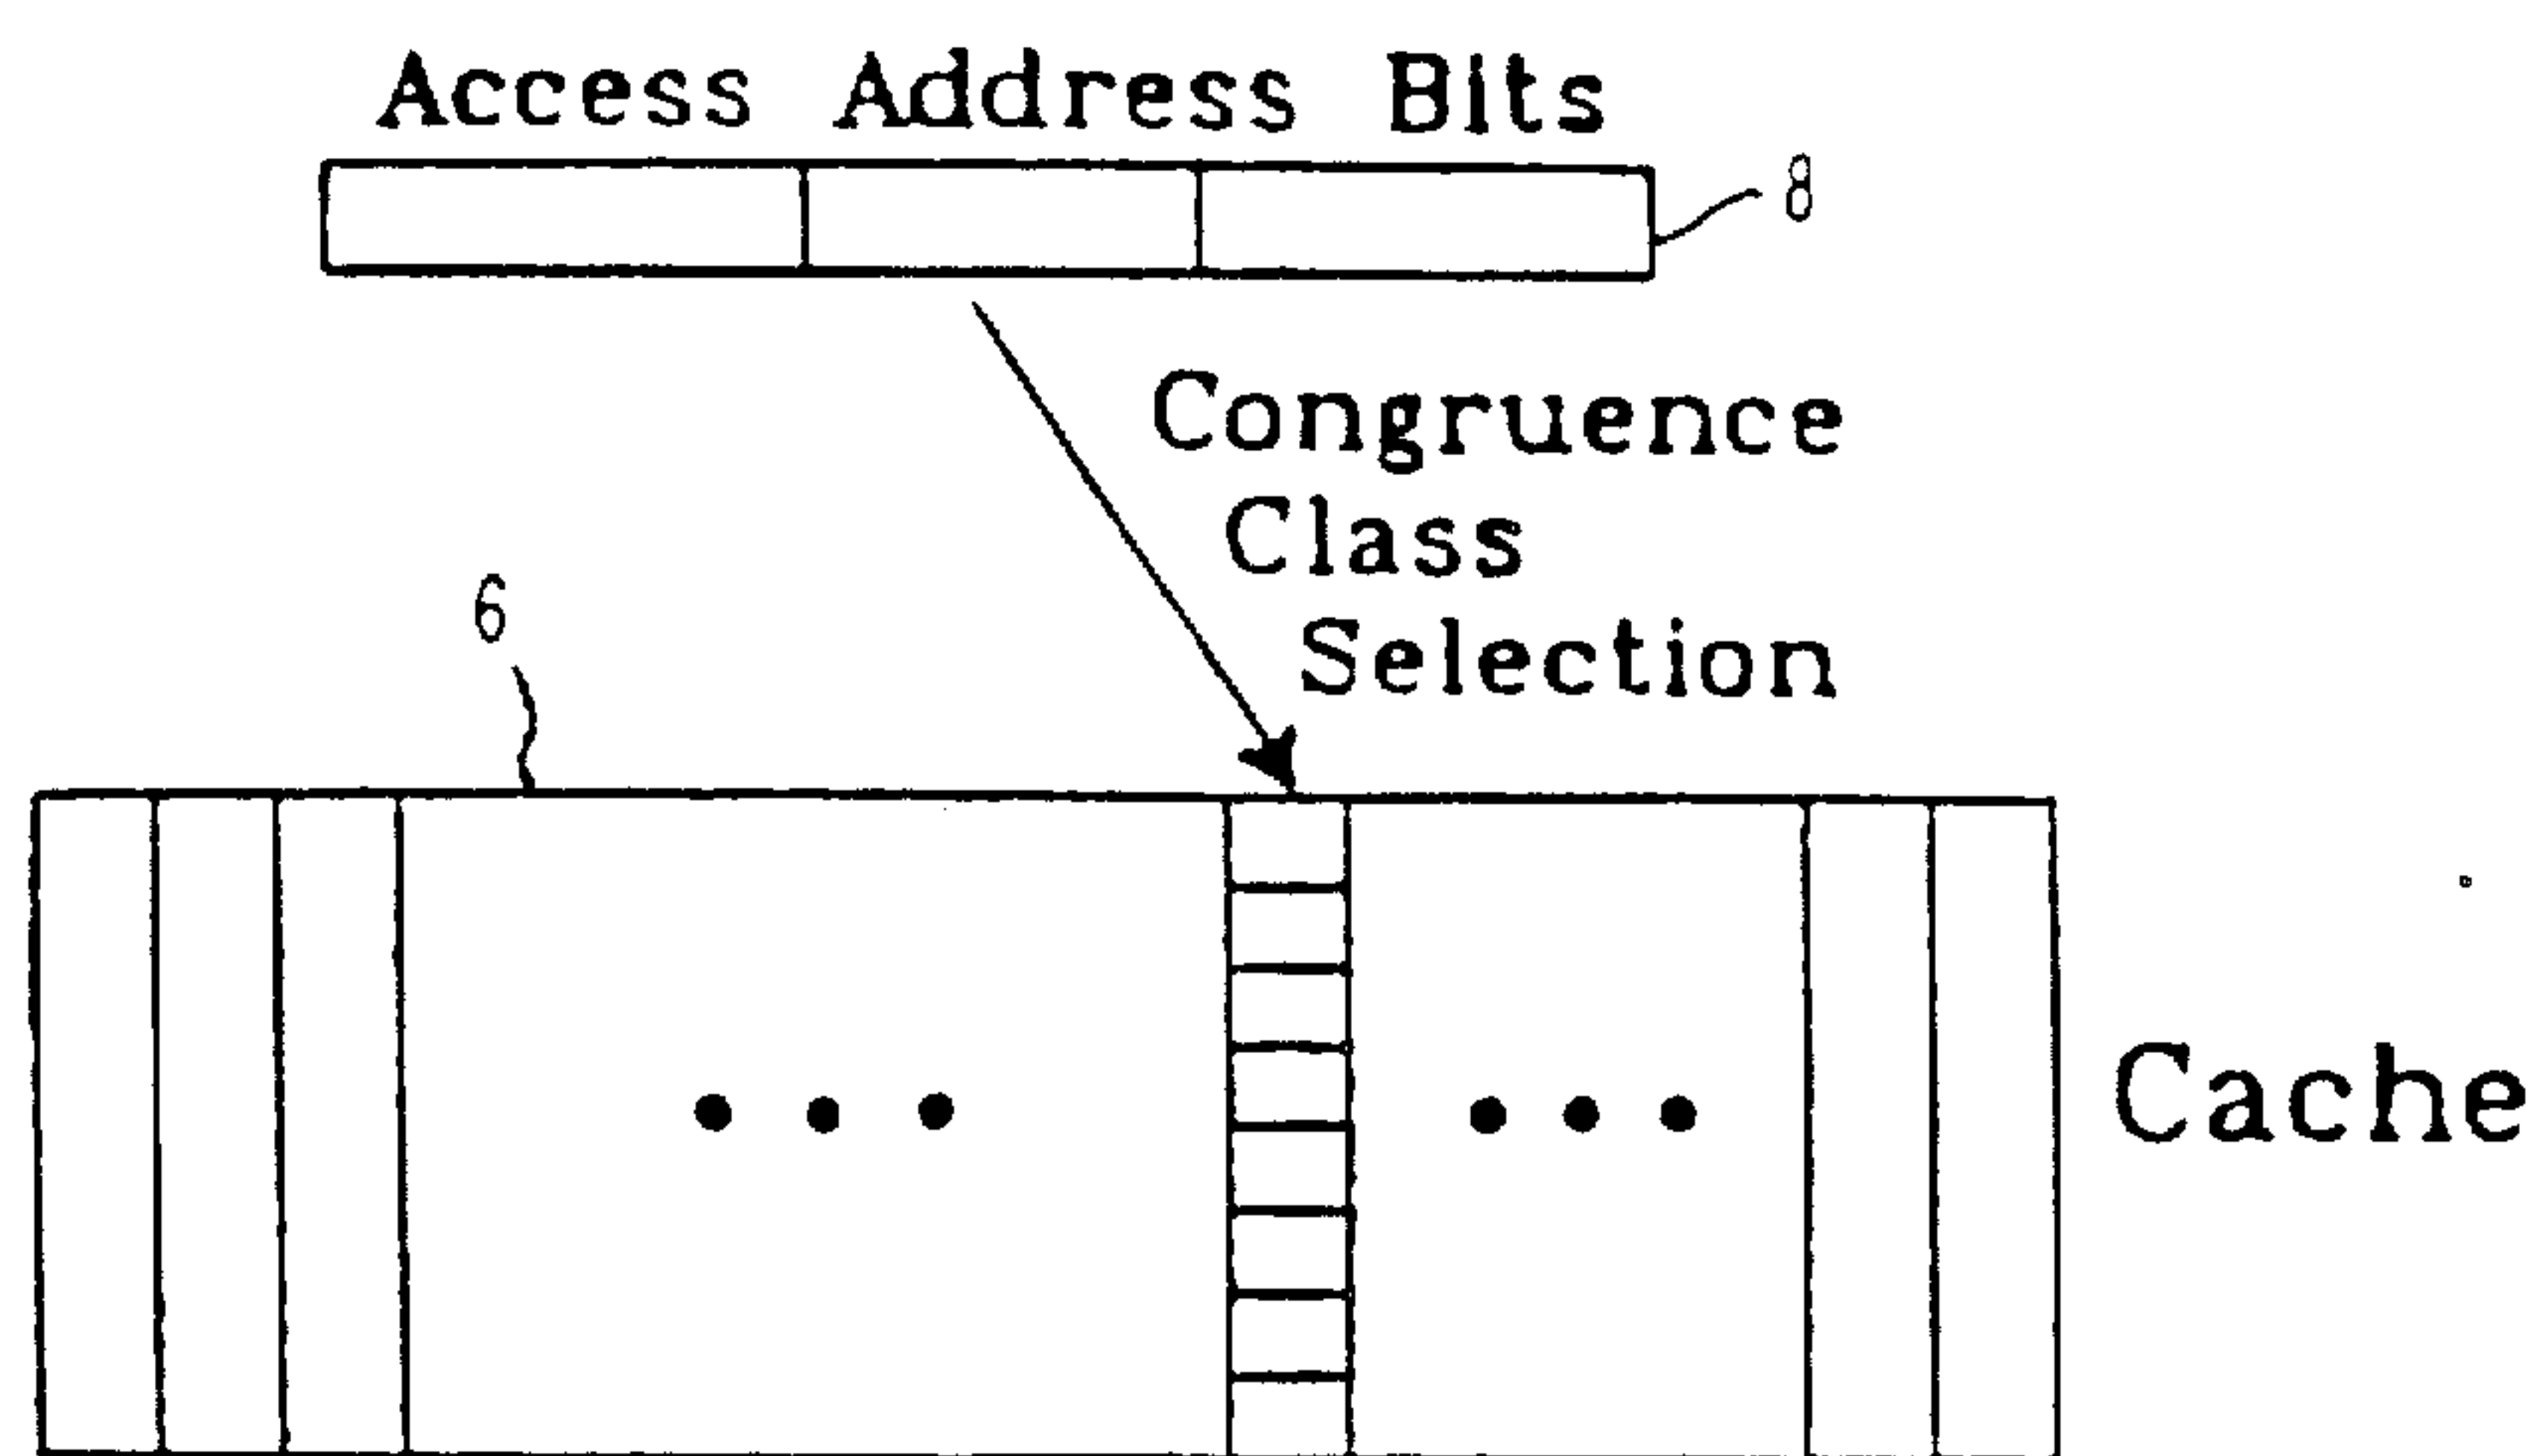 Access Address Bits
8
Congruence
Class
Selection
6
Cache